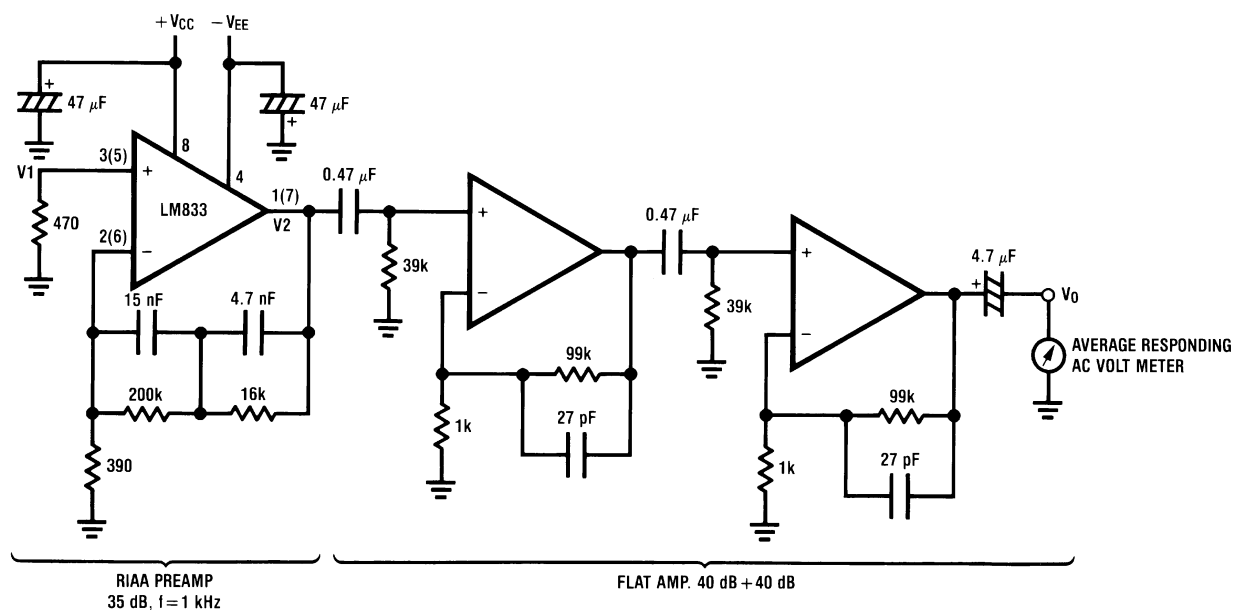 +VCC -VEE
+
47 μF
47 μF
+
8
4
V1
3(5)
+
LM833
1(7)
V2
470
2(6)
−
15 nF
4.7 nF
200k
16k
390
0.47 μF
39k
+
−
99k
1k
27 pF
0.47 μF
39k
+
−
99k
1k
27 pF
4.7 μF
+
VO
AVERAGE RESPONDING
AC VOLT METER
RIAA PREAMP
35 dB, f=1 kHz
FLAT AMP. 40 dB+40 dB